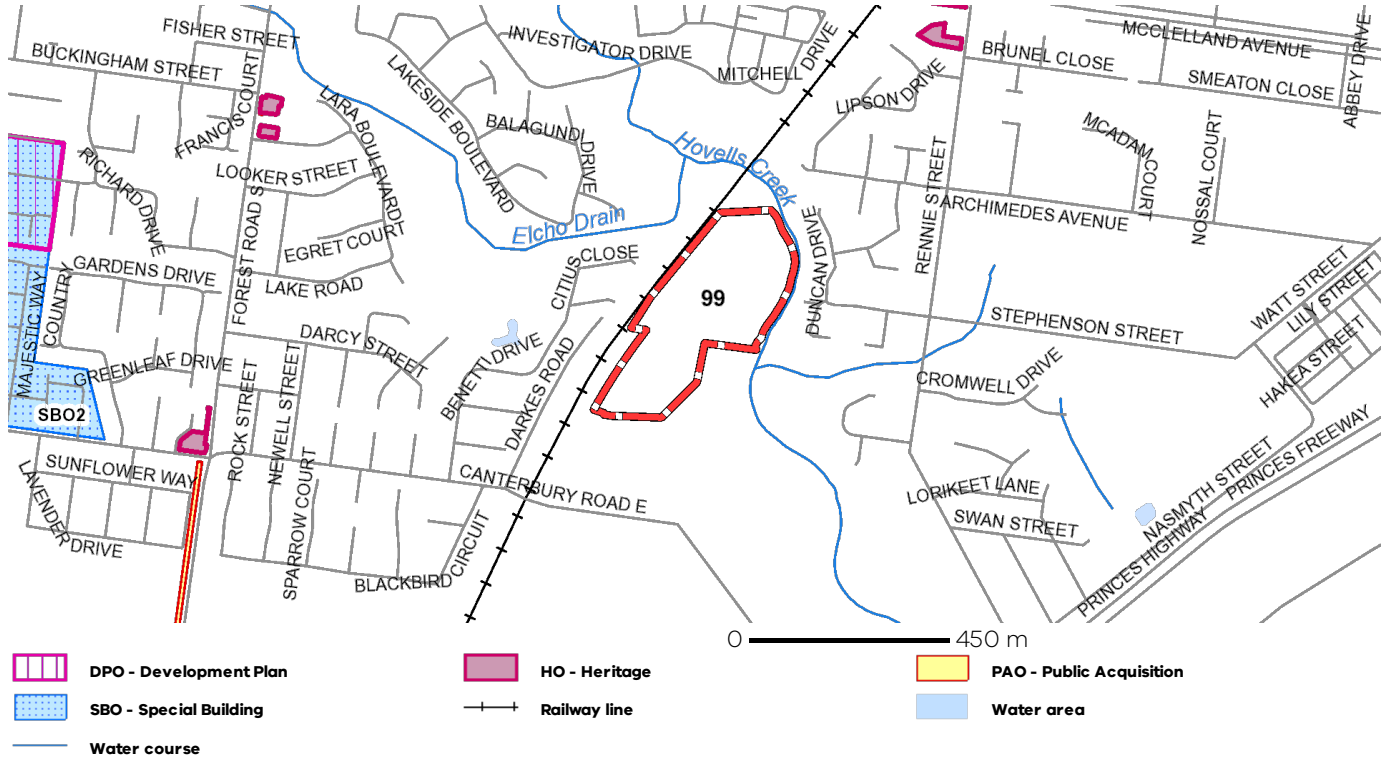 FISHER STREET
BUCKINGHAM STREET
INVESTIGATOR DRIVE
MITCHELL DRIVE
MCCLELLAND AVENUE
BRUNEL CLOSE
SMEATON CLOSE
ABBEY DRIVE
LAKESIDE BOULEVARD
LARA BOULEVARD
FRANCIS COURT
LIPSON DRIVE
BALAGUNDI DRIVE
Hovells Creek
MCADAM COURT
NOSSAL COURT
RICHARD DRIVE
LOOKER STREET
RENNIE STREET
ARCHIMEDES AVENUE
Elcho Drain
EGRET COURT
FOREST ROAD S
CITIUS CLOSE
DUNCAN DRIVE
GARDENS DRIVE
LAKE ROAD
COUNTRY
MAJESTIC WAY
99
WATT STREET
LILY STREET
HAKEA STREET
STEPHENSON STREET
DARCY STREET
GREENLEAF DRIVE
BENETTI DRIVE
DARKES ROAD
CROMWELL DRIVE
SBO2
ROCK STREET
NEWELL STREET
SUNFLOWER WAY
LAVENDER DRIVE
SPARROW COURT
CANTERBURY ROAD E
LORIKEET LANE
SWAN STREET
NASMYTH STREET
PRINCES FREEWAY
PRINCES HIGHWAY
BLACKBIRD CIRCUIT
0 450 m
DPO - Development Plan
HO - Heritage
PAO - Public Acquisition
SBO - Special Building
Railway line
Water area
Water course